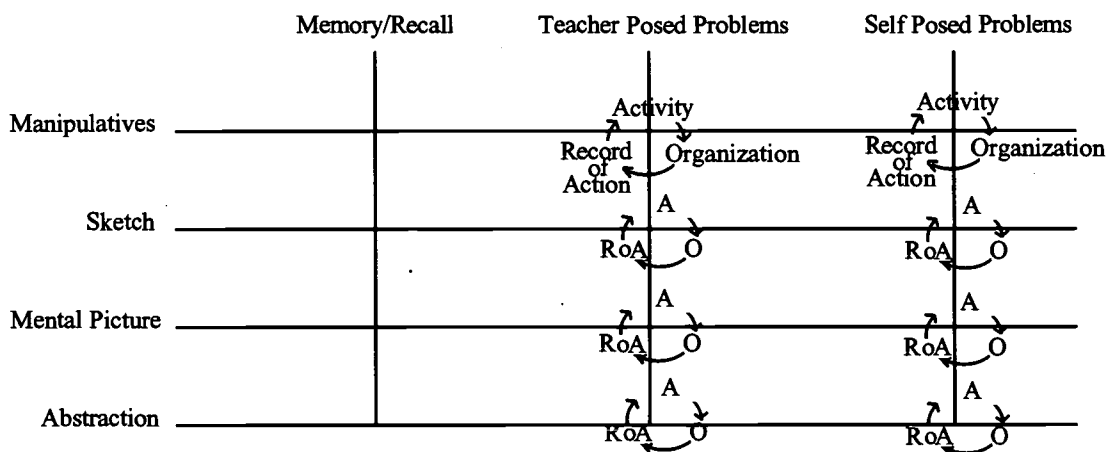 Memory/Recall Teacher Posed Problems Self Posed Problems
Manipulatives
Activity Activity
Record of Action Organization Record of Action Organization
Sketch
A A
RoA O RoA O
Mental Picture
A A
RoA O RoA O
Abstraction
A A
RoA O RoA O